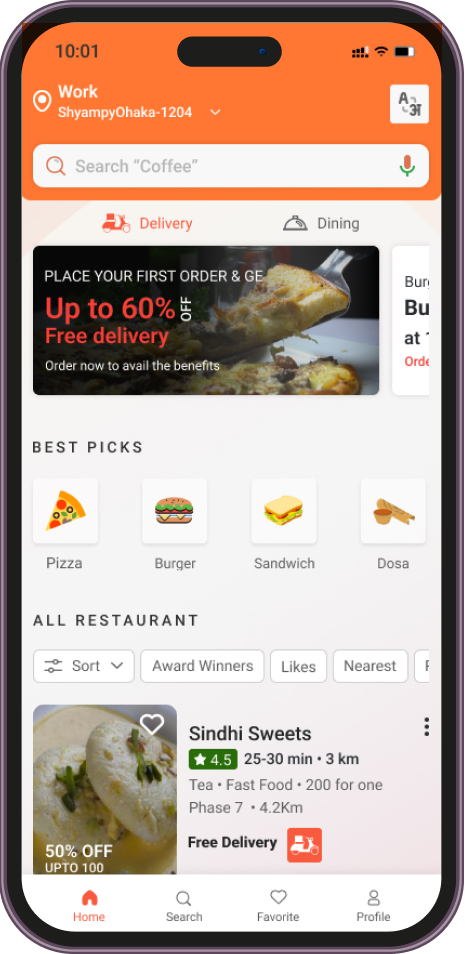 10:01
Work
ShyampyOhaka-1204
A अ
Search “Coffee”
Delivery
Dining
PLACE YOUR FIRST ORDER & GE
Up to 60% OFF
Free delivery
Order now to avail the benefits
Burg
Bu
at 1
Orde
BEST PICKS
Pizza
Burger
Sandwich
Dosa
ALL RESTAURANT
Sort
Award Winners
Likes
Nearest
Sindhi Sweets
4.5 25-30 min • 3 km
Tea • Fast Food • 200 for one
Phase 7 • 4.2Km
Free Delivery
50% OFF
UPTO 100
Home
Search
Favorite
Profile